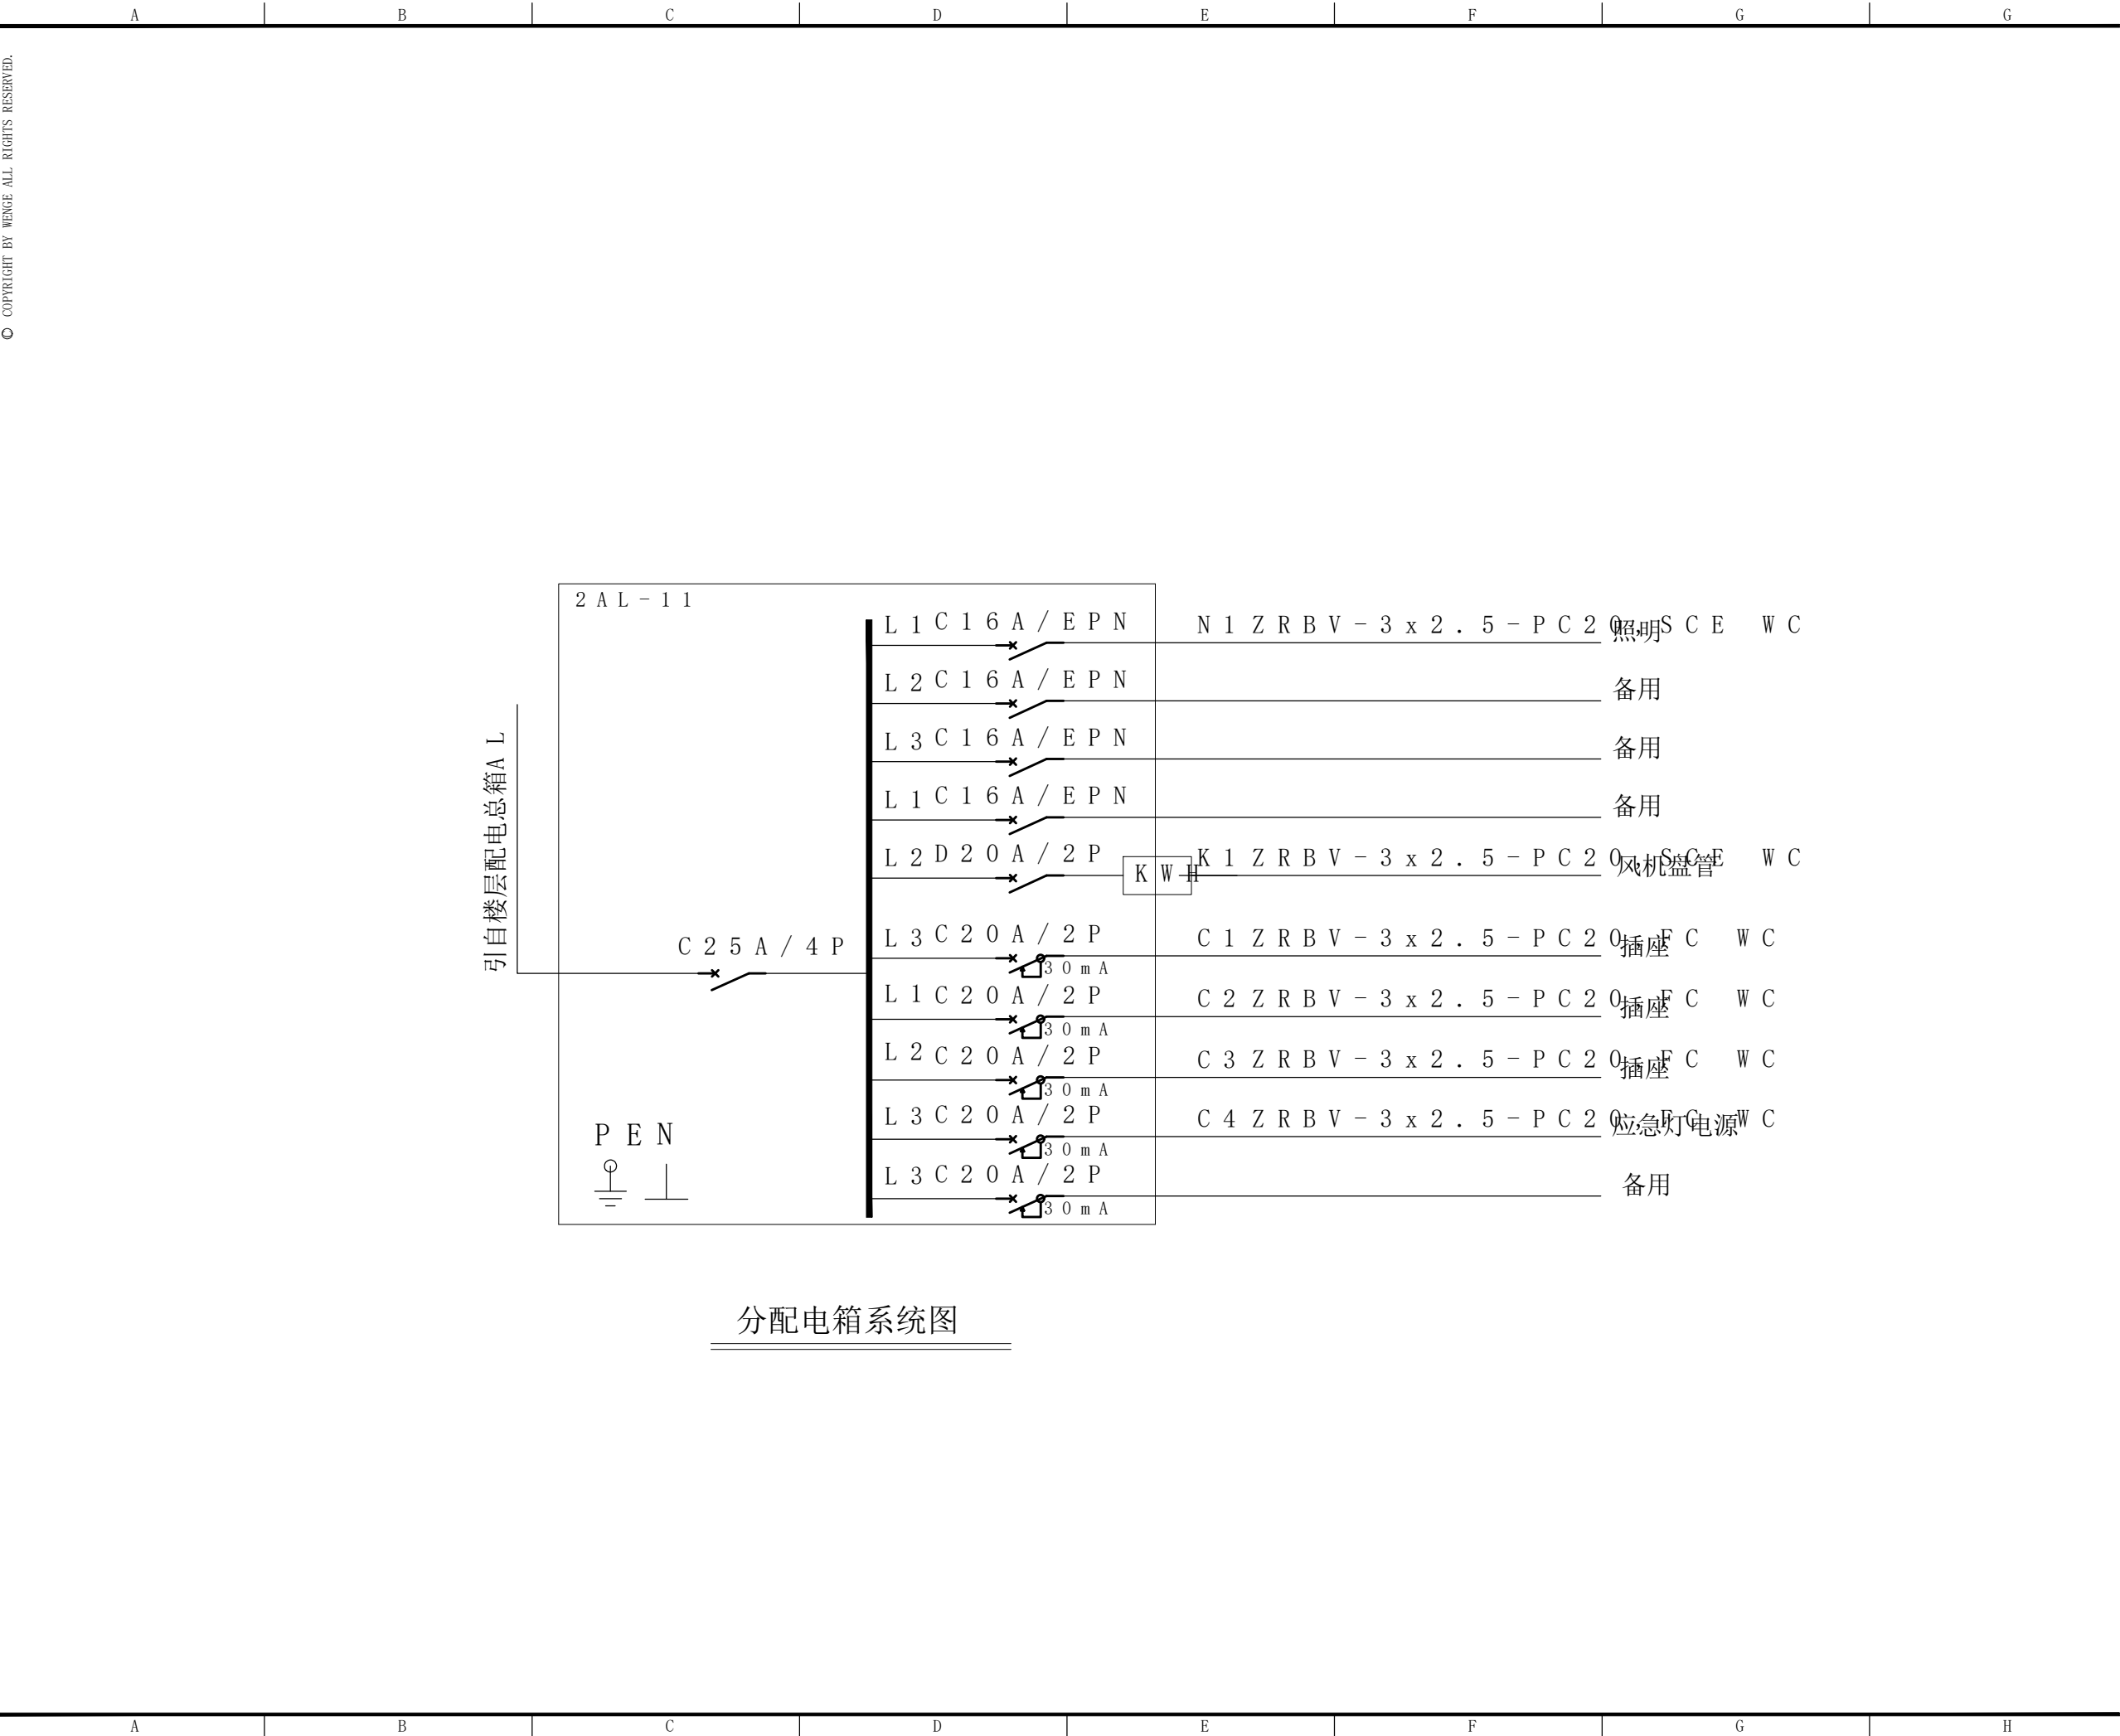 A B C D E F G G
© COPYRIGHT BY WENGE ALL RIGHTS RESERVED.
2AL-11
L1 C16A/EPN N1 ZRBV-3x2.5-PC20,SCE WC 照明
L2 C16A/EPN 备用
L3 C16A/EPN 备用
L1 C16A/EPN 备用
L2 D20A/2P KWH K1 ZRBV-3x2.5-PC20,SCE WC 风机盘管
引自楼层配电总箱AL
C25A/4P
L3 C20A/2P 30mA C1 ZRBV-3x2.5-PC20,FC WC 插座
L1 C20A/2P 30mA C2 ZRBV-3x2.5-PC20,FC WC 插座
L2 C20A/2P 30mA C3 ZRBV-3x2.5-PC20,FC WC 插座
L3 C20A/2P 30mA C4 ZRBV-3x2.5-PC20,FC WC 应急灯电源
L3 C20A/2P 30mA 备用
PEN
分配电箱系统图
A B C D E F G H